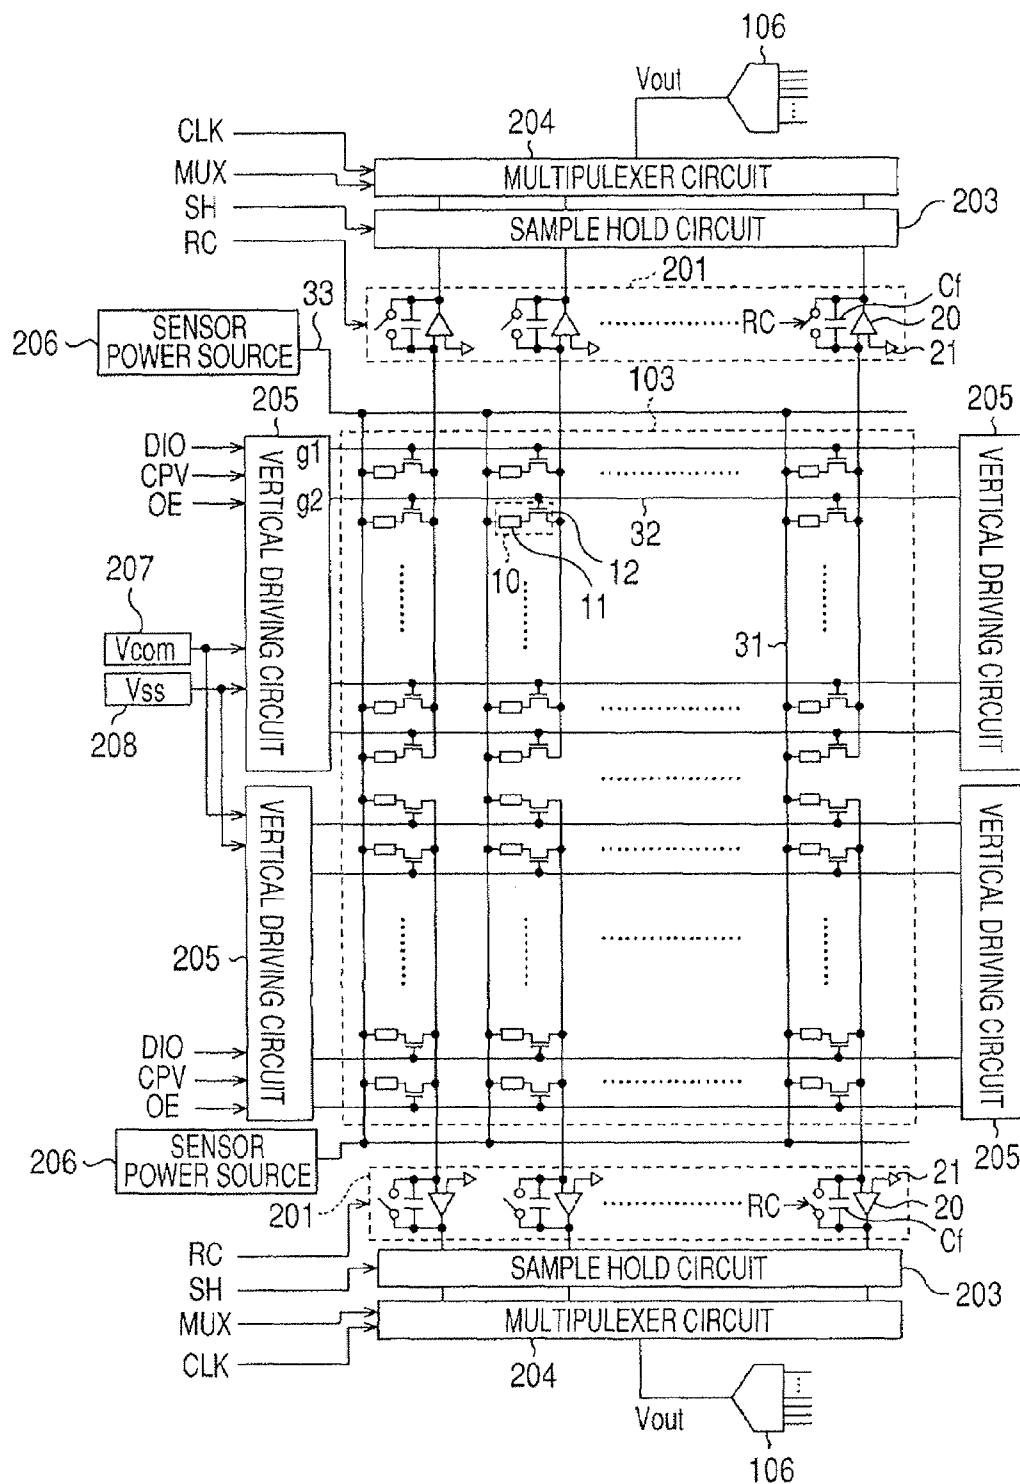 106
Vout
204
CLK
MULTIPULEXER CIRCUIT
MUX
SH
SAMPLE HOLD CIRCUIT
203
RC
201
33
Cf
SENSOR
POWER SOURCE
206
RC
20
21
103
205
205
DIO
g1
CPV
OE
g2
VERTICAL DRIVING CIRCUIT
VERTICAL DRIVING CIRCUIT
32
10
12
11
207
Vcom
31
Vss
208
VERTICAL DRIVING CIRCUIT
VERTICAL DRIVING CIRCUIT
205
DIO
CPV
OE
SENSOR
POWER SOURCE
206
205
21
201
RC
20
Cf
RC
SAMPLE HOLD CIRCUIT
SH
203
MUX
MULTIPULEXER CIRCUIT
CLK
204
Vout
106